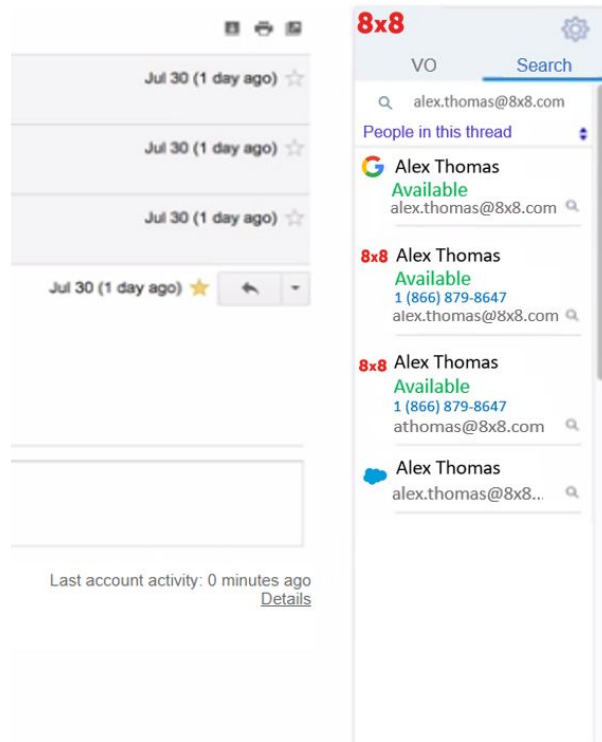 Jul 30 (1 day ago)
Jul 30 (1 day ago)
Jul 30 (1 day ago)
Jul 30 (1 day ago)
Last account activity: 0 minutes ago
Details
8x8
VO Search
alex.thomas@8x8.com
People in this thread
G Alex Thomas
Available
alex.thomas@8x8.com
8x8 Alex Thomas
Available
1 (866) 879-8647
alex.thomas@8x8.com
8x8 Alex Thomas
Available
1 (866) 879-8647
athomas@8x8.com
Alex Thomas
alex.thomas@8x8..